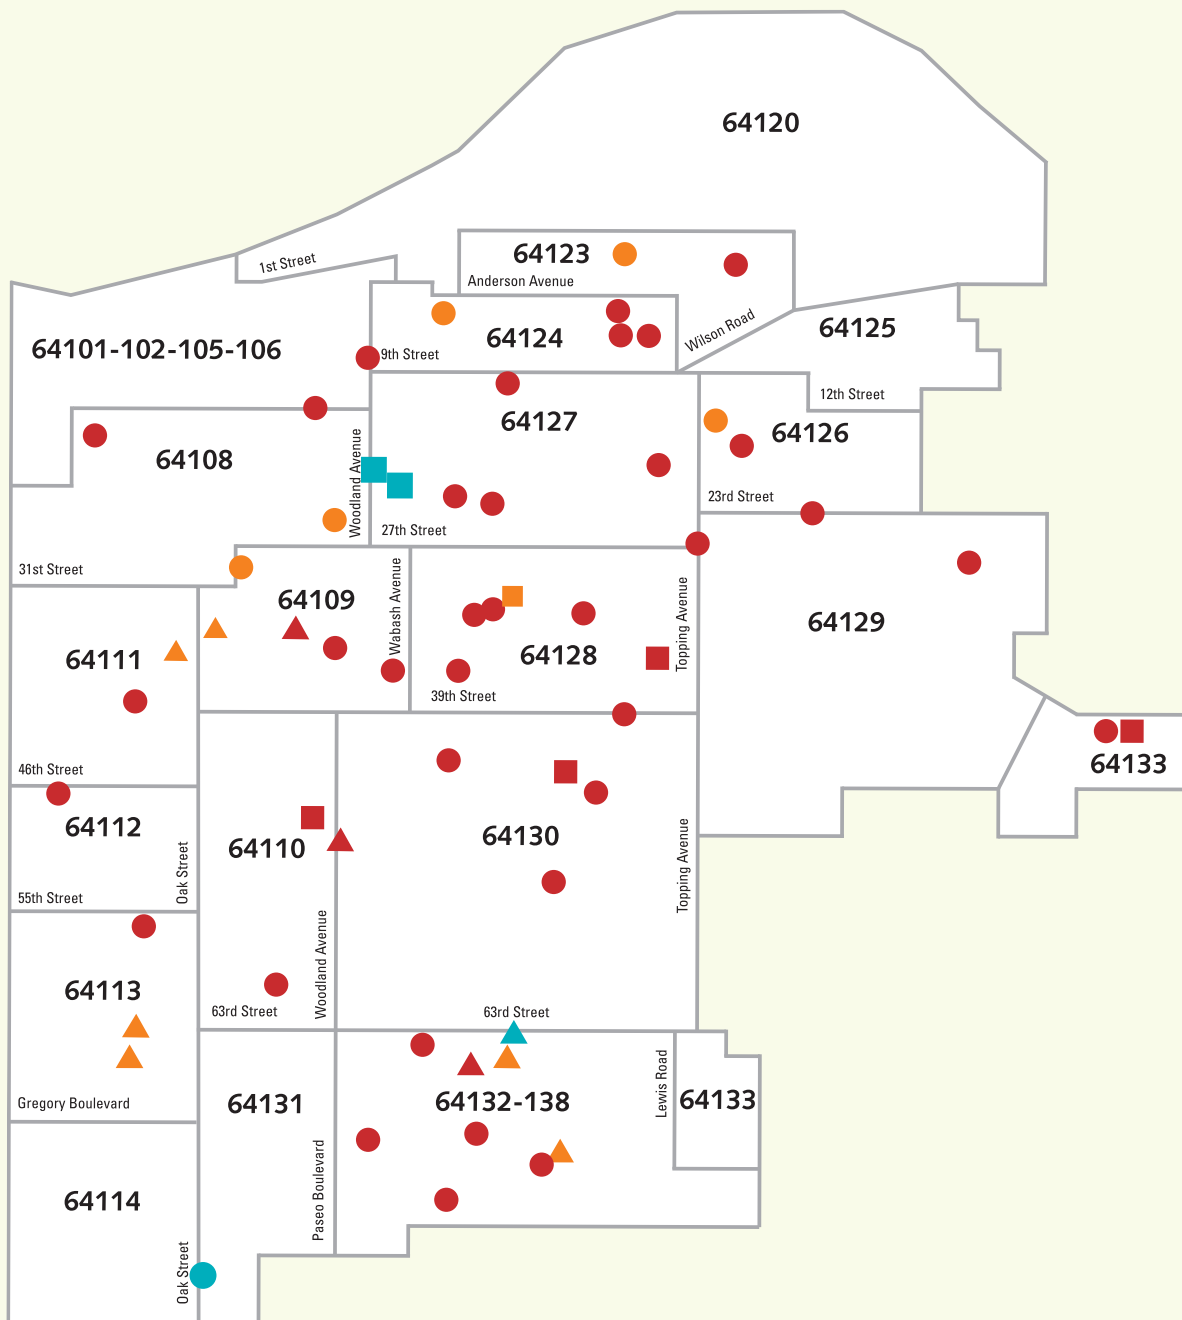 64120
64123
1st Street
Anderson Avenue
Wilson Road
64125
64124
64101-102-105-106
9th Street
12th Street
64127
64126
64108
Woodland Avenue
23rd Street
27th Street
31st Street
64109
Wabash Avenue
Topping Avenue
64129
64111
64128
39th Street
46th Street
64133
64112
64110
64130
Oak Street
Topping Avenue
55th Street
64113
Woodland Avenue
63rd Street
63rd Street
Lewis Road
Gregory Boulevard
64131
64132-138
64133
Paseo Boulevard
64114
Oak Street